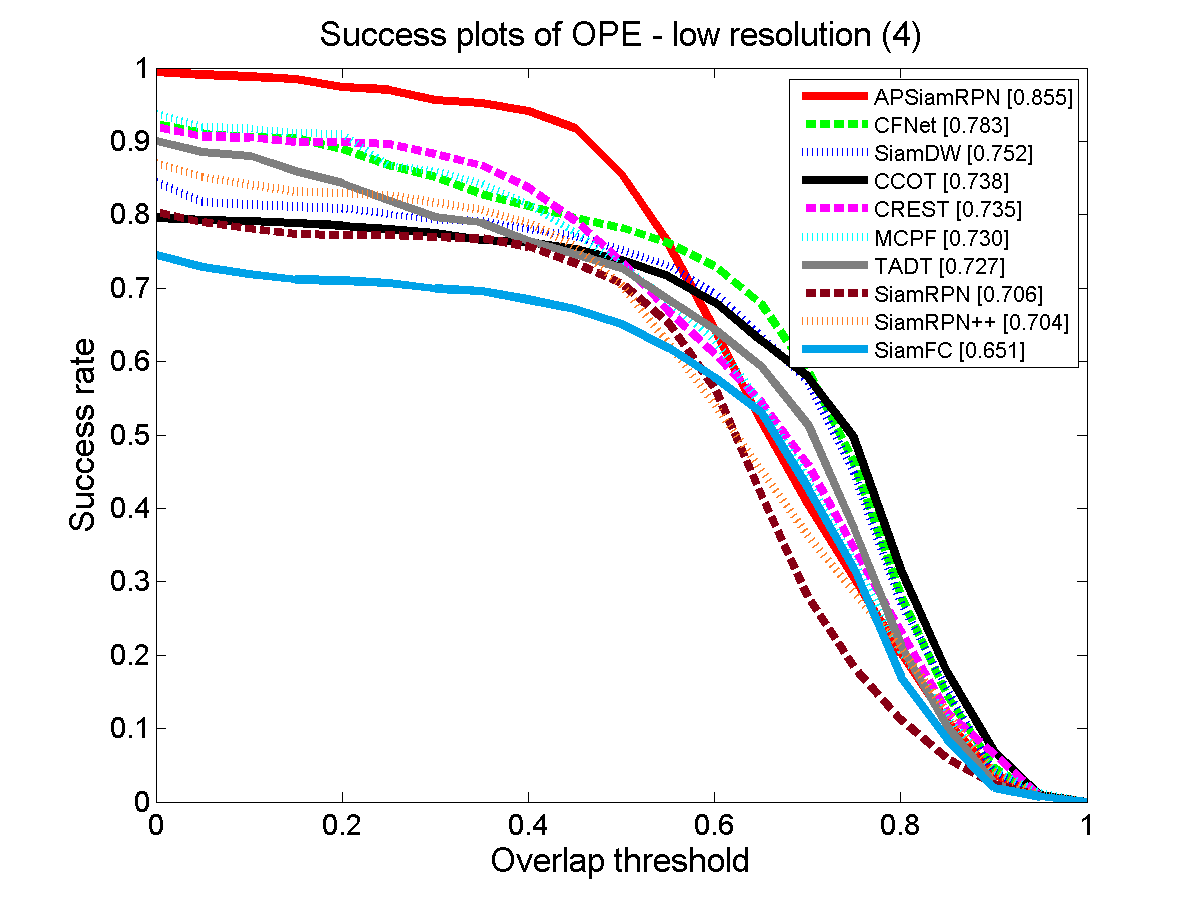 Success plots of OPE - low resolution (4)
1
0.9
0.8
0.7
0.6
0.5
0.4
0.3
0.2
0.1
0
Success rate
APSiamRPN [0.855]
CFNet [0.783]
SiamDW [0.752]
CCOT [0.738]
CREST [0.735]
MCPF [0.730]
TADT [0.727]
SiamRPN [0.706]
SiamRPN++ [0.704]
SiamFC [0.651]
0 0.2 0.4 0.6 0.8 1
Overlap threshold